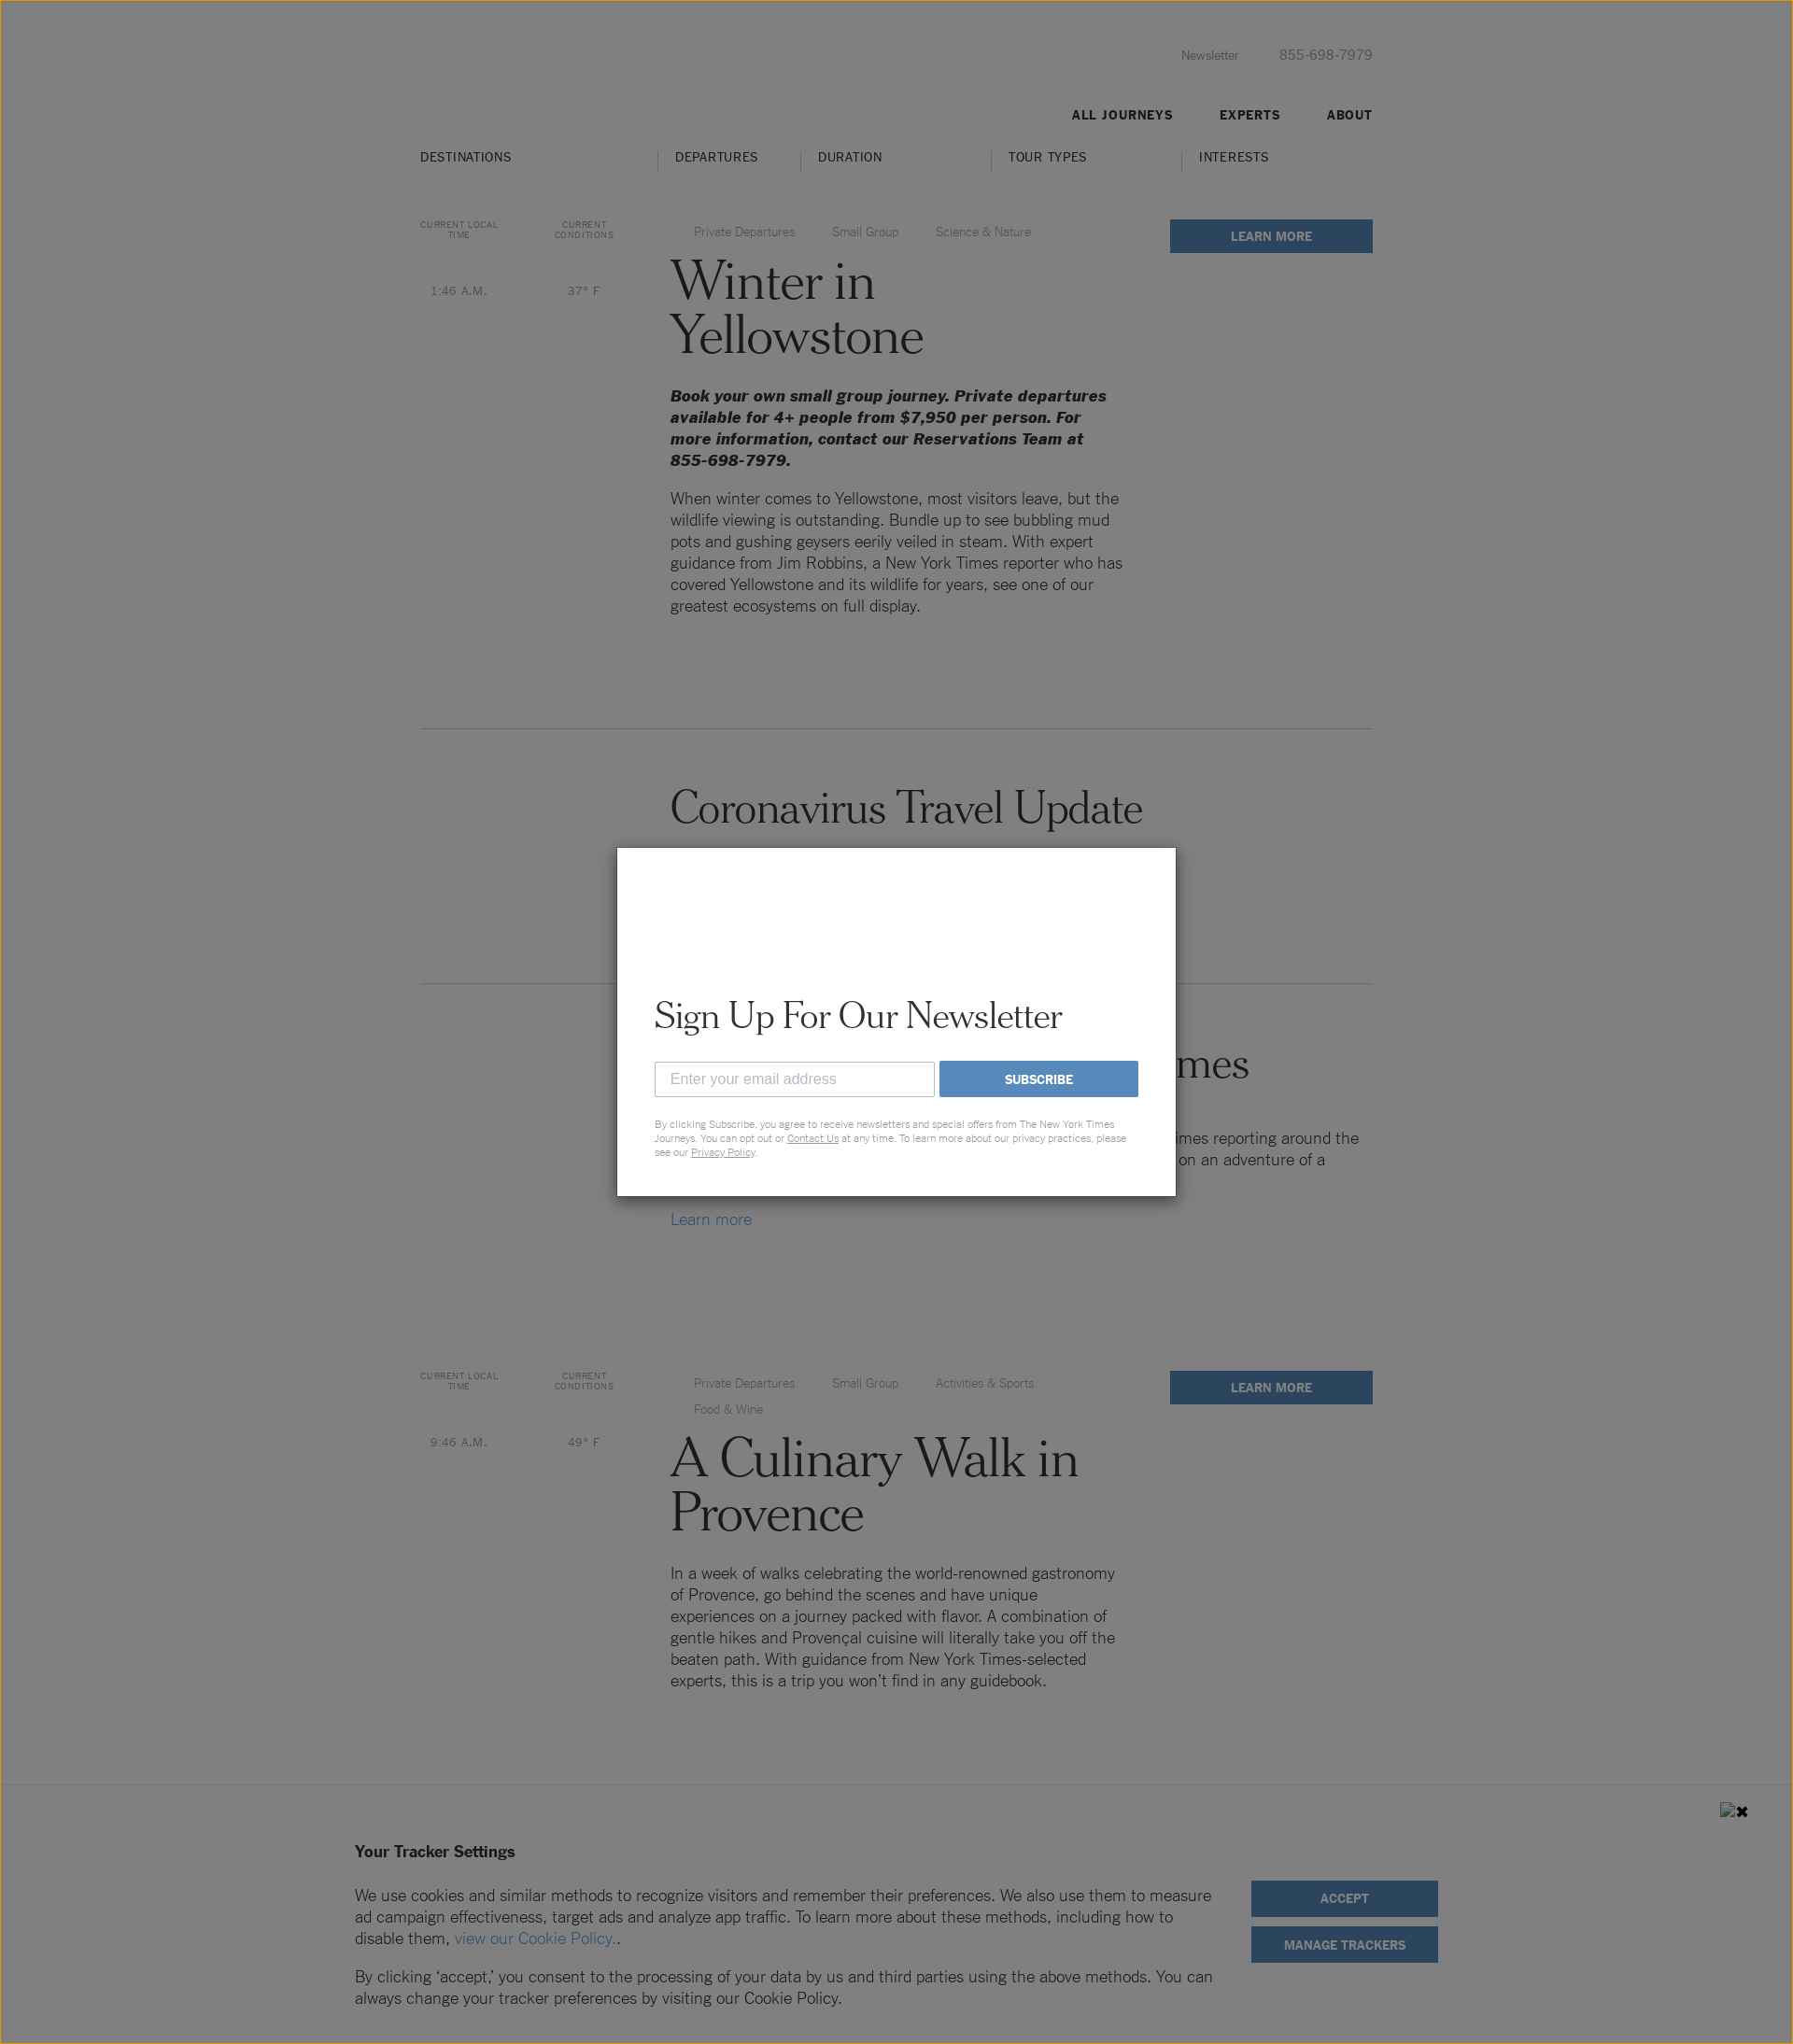 Newsletter 855-698-7979
ALL JOURNEYS EXPERTS ABOUT
DESTINATIONS DEPARTURES DURATION TOUR TYPES INTERESTS
CURRENT LOCAL
TIME
1:46 A.M.
CURRENT
CONDITIONS
37° F
Private Departures Small Group Science & Nature
LEARN MORE
Winter in
Yellowstone
Book your own small group journey. Private departures
available for 4+ people from $7,950 per person. For
more information, contact our Reservations Team at
855-698-7979.
When winter comes to Yellowstone, most visitors leave, but the
wildlife viewing is outstanding. Bundle up to see bubbling mud
pots and gushing geysers eerily veiled in steam. With expert
guidance from Jim Robbins, a New York Times reporter who has
covered Yellowstone and its wildlife for years, see one of our
greatest ecosystems on full display.
Coronavirus Travel Update
Sign Up For Our Newsletter
Enter your email address
SUBSCRIBE
By clicking Subscribe, you agree to receive newsletters and special offers from The New York Times
Journeys. You can opt out or Contact Us at any time. To learn more about our privacy practices, please
see our Privacy Policy.
mes
imes reporting around the
on an adventure of a
Learn more
CURRENT LOCAL
TIME
9:46 A.M.
CURRENT
CONDITIONS
49° F
Private Departures Small Group Activities & Sports
Food & Wine
LEARN MORE
A Culinary Walk in
Provence
In a week of walks celebrating the world-renowned gastronomy
of Provence, go behind the scenes and have unique
experiences on a journey packed with flavor. A combination of
gentle hikes and Provençal cuisine will literally take you off the
beaten path. With guidance from New York Times-selected
experts, this is a trip you won’t find in any guidebook.
✖
Your Tracker Settings
We use cookies and similar methods to recognize visitors and remember their preferences. We also use them to measure
ad campaign effectiveness, target ads and analyze app traffic. To learn more about these methods, including how to
disable them, view our Cookie Policy..
By clicking ‘accept,’ you consent to the processing of your data by us and third parties using the above methods. You can
always change your tracker preferences by visiting our Cookie Policy.
ACCEPT
MANAGE TRACKERS